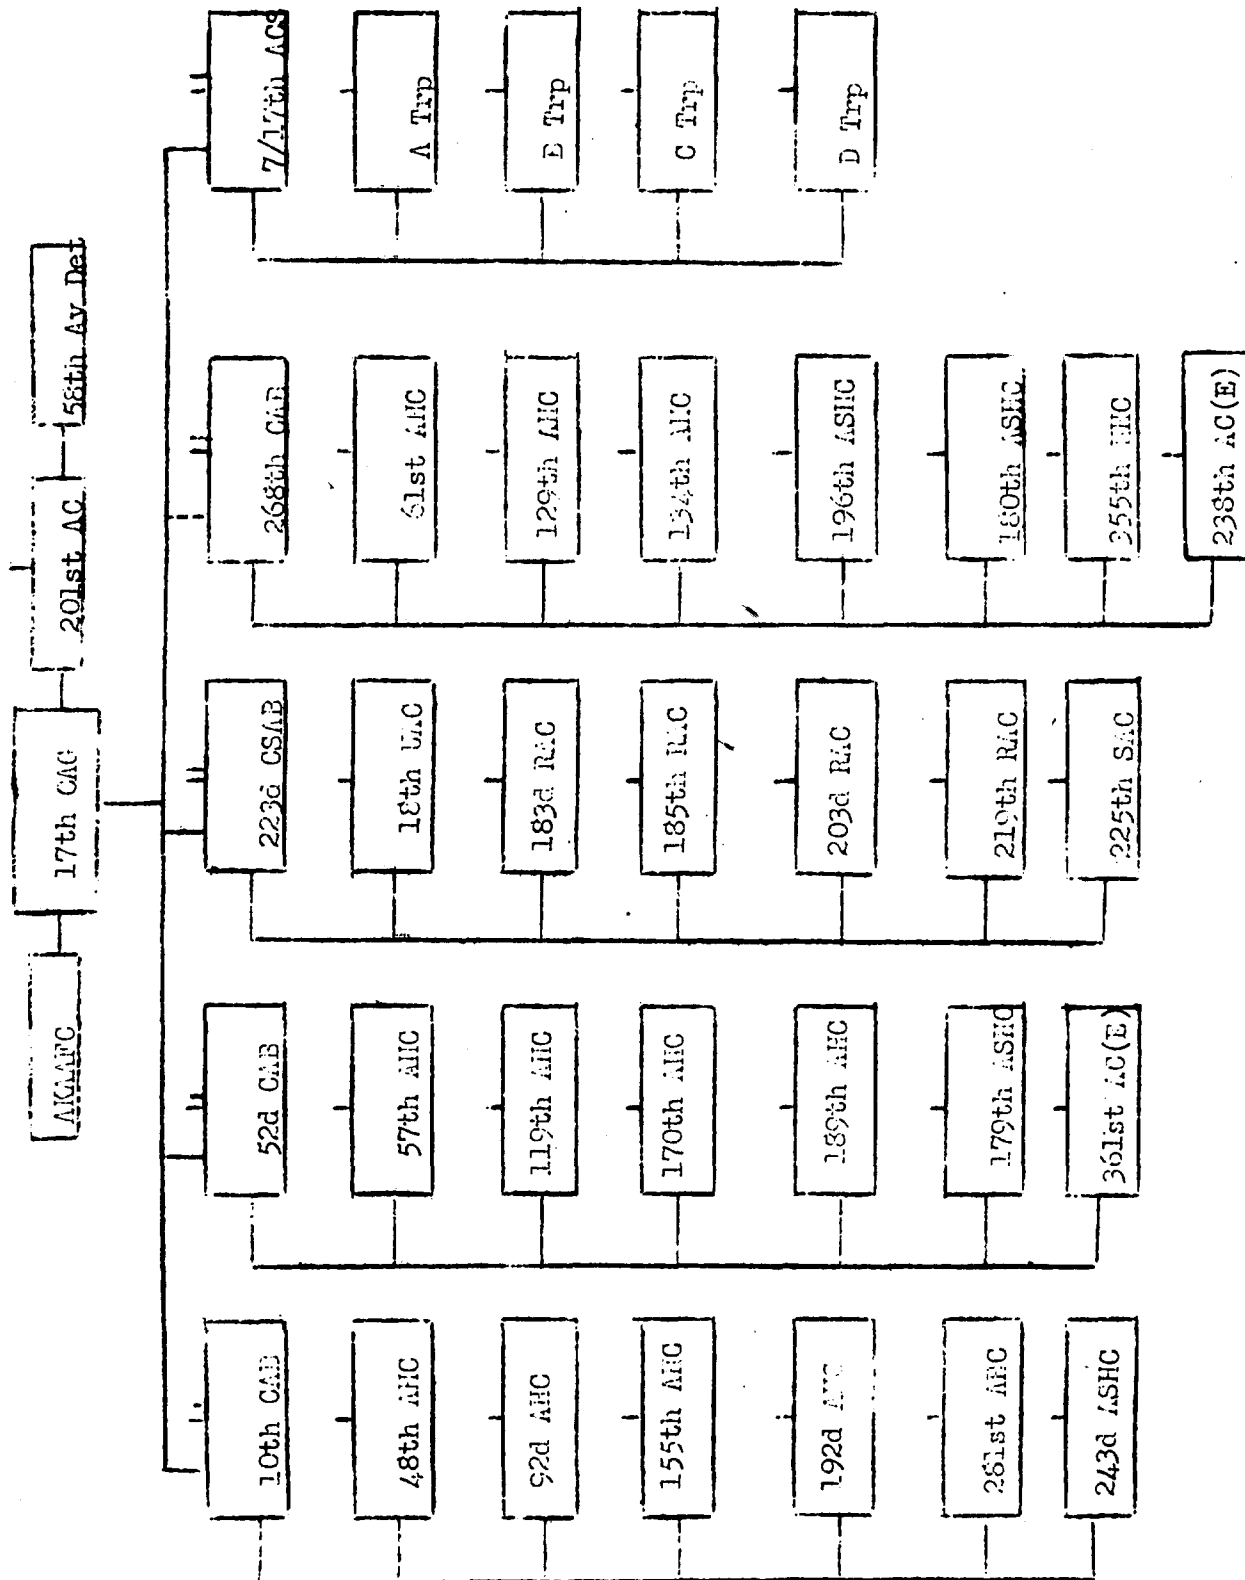 AKAAFC
17th CAG
201st AC
58th Av Det
10th CAB
52d CAB
223d CSAB
268th CAB
7/17th ACS
48th AHC
57th AHC
18th UAC
61st AHC
A Trp
92d AHC
119th AHC
183d RAC
129th AHC
B Trp
155th AHC
170th AHC
185th RAC
134th AHC
C Trp
192d AHC
189th AHC
203d RAC
196th ASHC
D Trp
281st AHC
179th ASHC
219th RAC
180th ASHC
243d ASHC
361st AC(E)
225th SAC
355th HHC
238th AC(E)